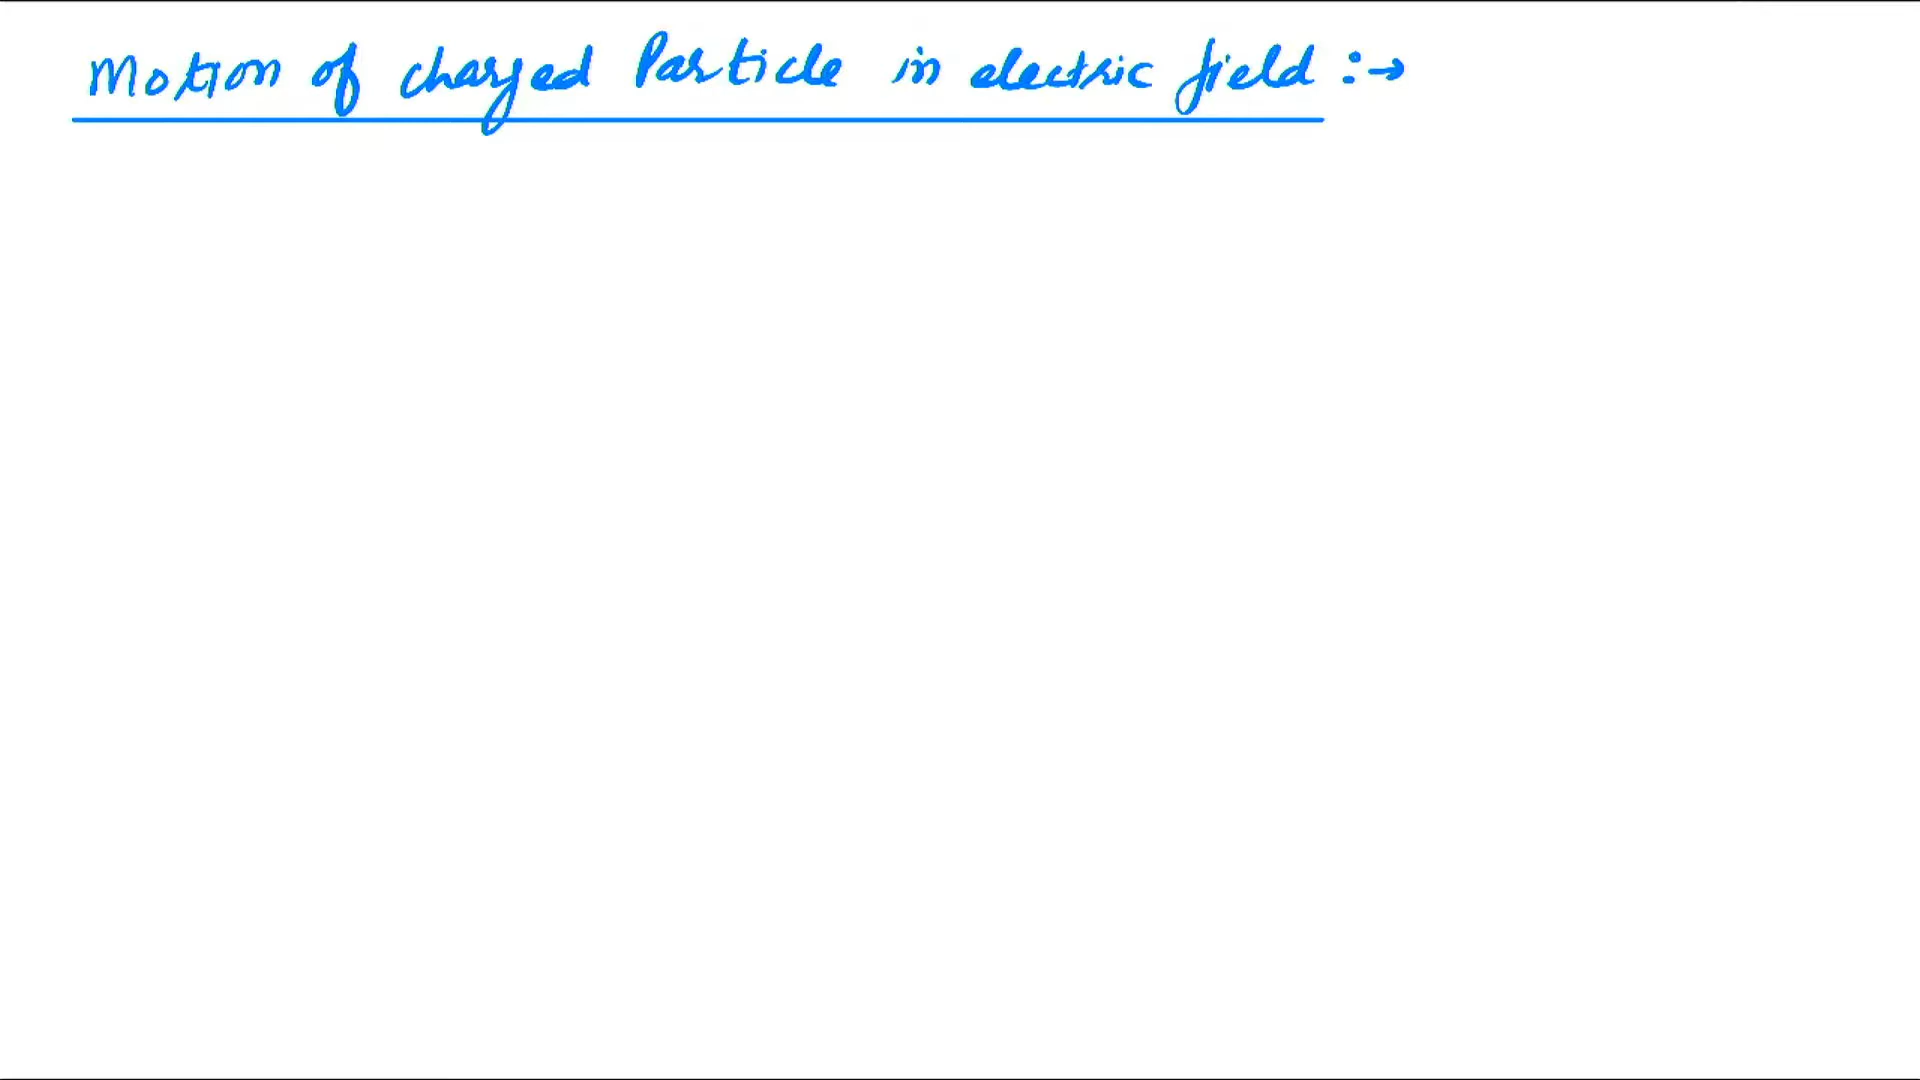 Motion of charged Particle in electric field :→